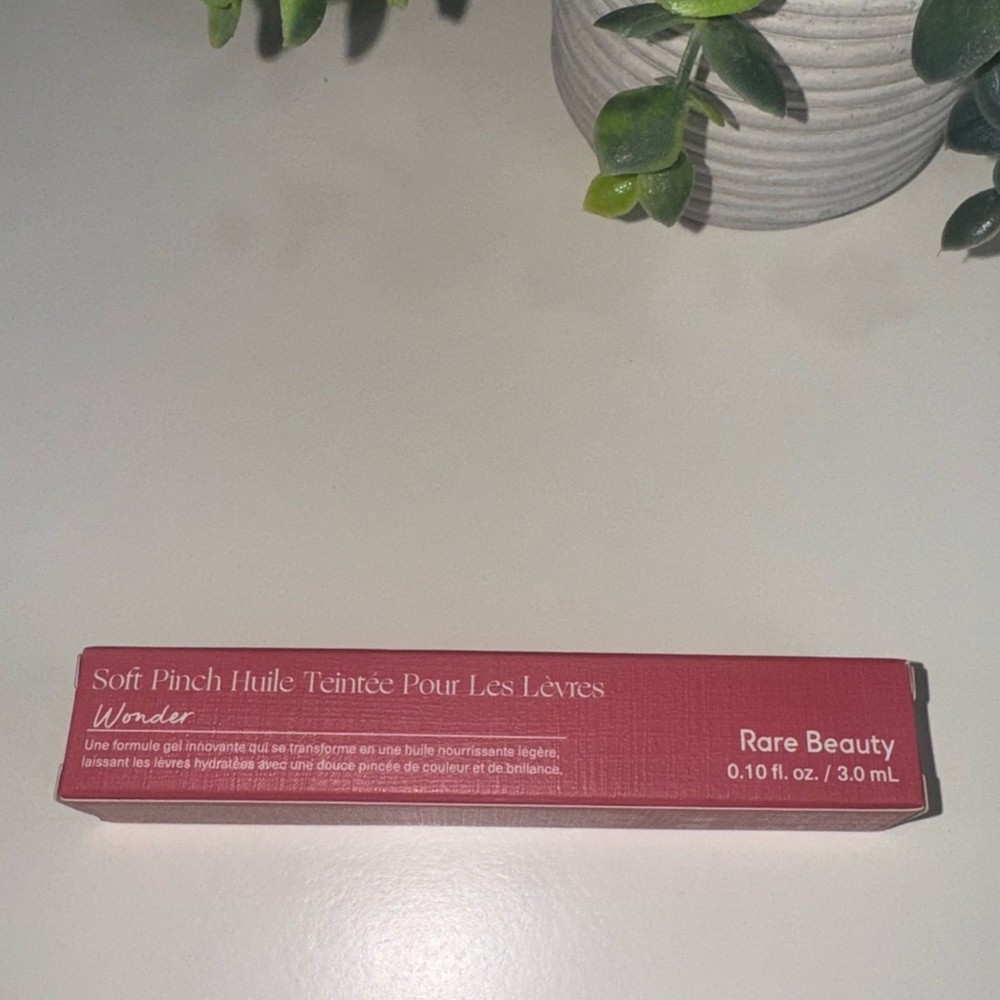 Soft Pinch Huile Teintée Pour Les Lèvres
Wonder
Une formule gel innovante qui se transforme en une huile nourrissante légère,
laissant les lèvres hydratées avec une douce pincée de couleur et de brillance.
Rare Beauty
0.10 fl. oz. / 3.0 mL